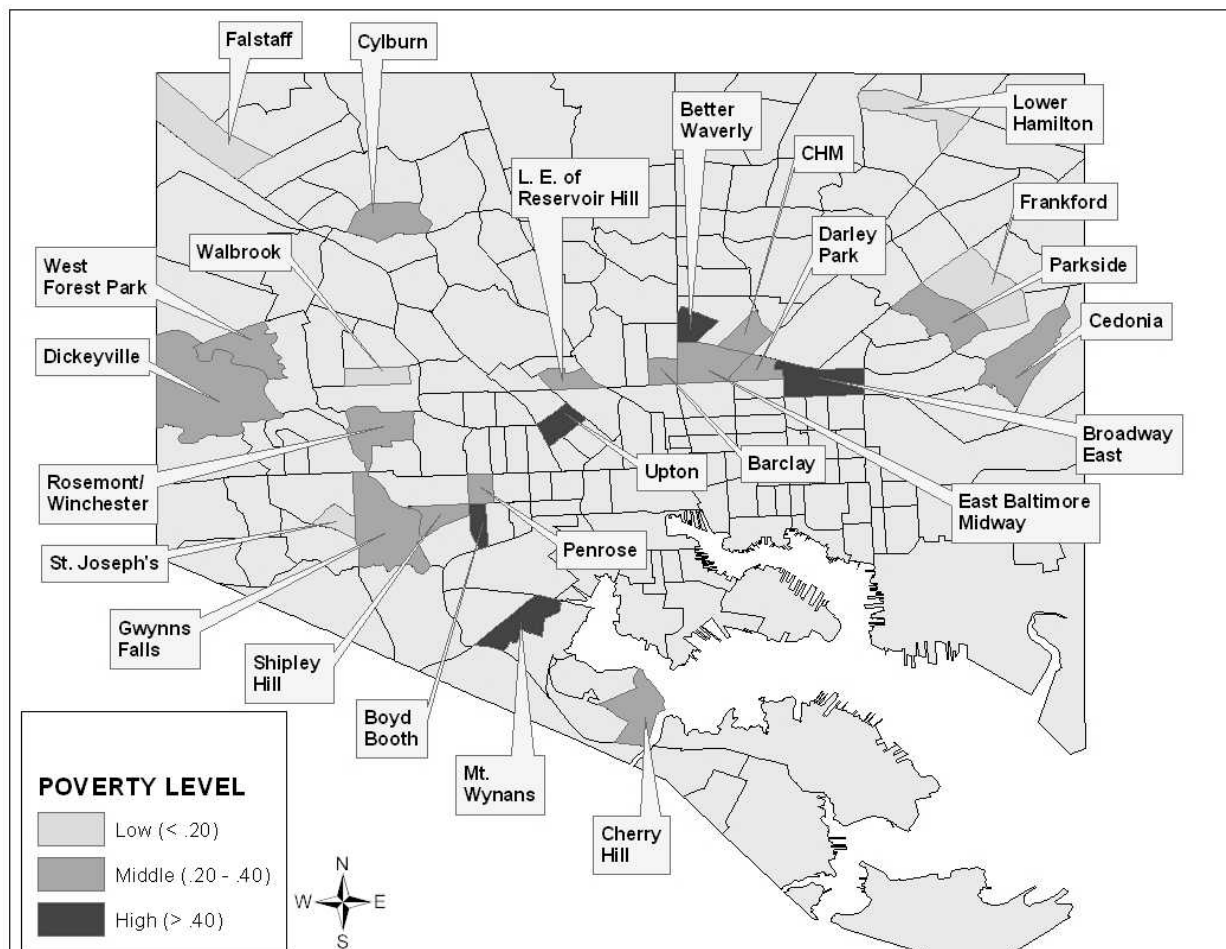 Falstaff
Cylburn
Better
Waverly
Lower
Hamilton
CHM
L. E. of
Reservoir Hill
Frankford
Darley
Park
Walbrook
West
Forest Park
Parkside
Cedonia
Dickeyville
Broadway
East
Upton
Barclay
Rosemont/
Winchester
East Baltimore
Midway
St. Joseph's
Penrose
Gwynns
Falls
Shipley
Hill
Boyd
Booth
Mt.
Wynans
Cherry
Hill
POVERTY LEVEL
Low (< .20)
Middle (.20 - .40)
High (> .40)
N
W
E
S